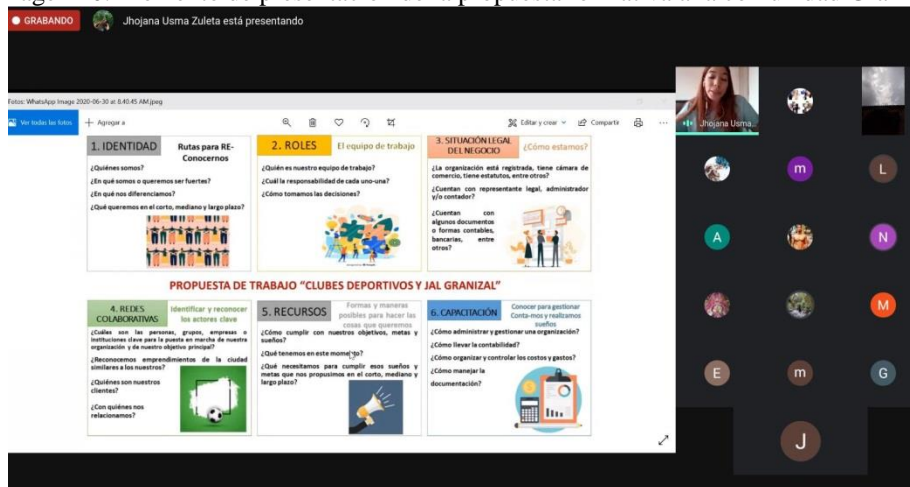 GRABANDO
Jhojana Usma Zuleta está presentando
Fotos: WhatsApp Image 2020-06-30 at 8.40.45 AM.jpeg
Ver todas las fotos
Agregar a
Editar y crear
Compartir
1. IDENTIDAD
Rutas para RE-
Conocernos
¿Quiénes somos?
¿En qué somos o queremos ser fuertes?
¿En qué nos diferenciamos?
¿Qué queremos en el corto, mediano y largo plazo?
2. ROLES
El equipo de trabajo
¿Quién es nuestro equipo de trabajo?
¿Cuál la responsabilidad de cada uno-una?
¿Cómo tomamos las decisiones?
3. SITUACIÓN LEGAL
DEL NEGOCIO
¿Cómo estamos?
¿La organización está registrada, tiene cámara de
comercio, tiene estatutos, entre otros?
¿Cuentan con representante legal, administrador
y/o contador?
¿Cuentan con
algunos documentos
o formas contables,
bancarias, entre
otros?
PROPUESTA DE TRABAJO “CLUBES DEPORTIVOS Y JAL GRANIZAL”
4. REDES
COLABORATIVAS
Identificar y reconocer
los actores clave
¿Cuáles son las personas, grupos, empresas o
instituciones clave para la puesta en marcha de nuestra
organización y de nuestro objetivo principal?
¿Reconocemos emprendimientos de la ciudad
similares a los nuestros?
¿Quiénes son nuestros
clientes?
¿Con quiénes nos
relacionamos?
5. RECURSOS
Formas y maneras
posibles para hacer las
cosas que queremos
¿Cómo cumplir con nuestros objetivos, metas y
sueños?
¿Qué tenemos en este momento?
¿Qué necesitamos para cumplir esos sueños y
metas que nos propusimos en el corto, mediano y
largo plazo?
6. CAPACITACIÓN
Conocer para gestionar
Conta-mos y realizamos
sueños
¿Cómo administrar y gestionar una organización?
¿Cómo llevar la contabilidad?
¿Cómo organizar y controlar los costos y gastos?
¿Cómo manejar la
documentación?
Jhojana Usma...
m
L
A
N
M
E
m
G
J